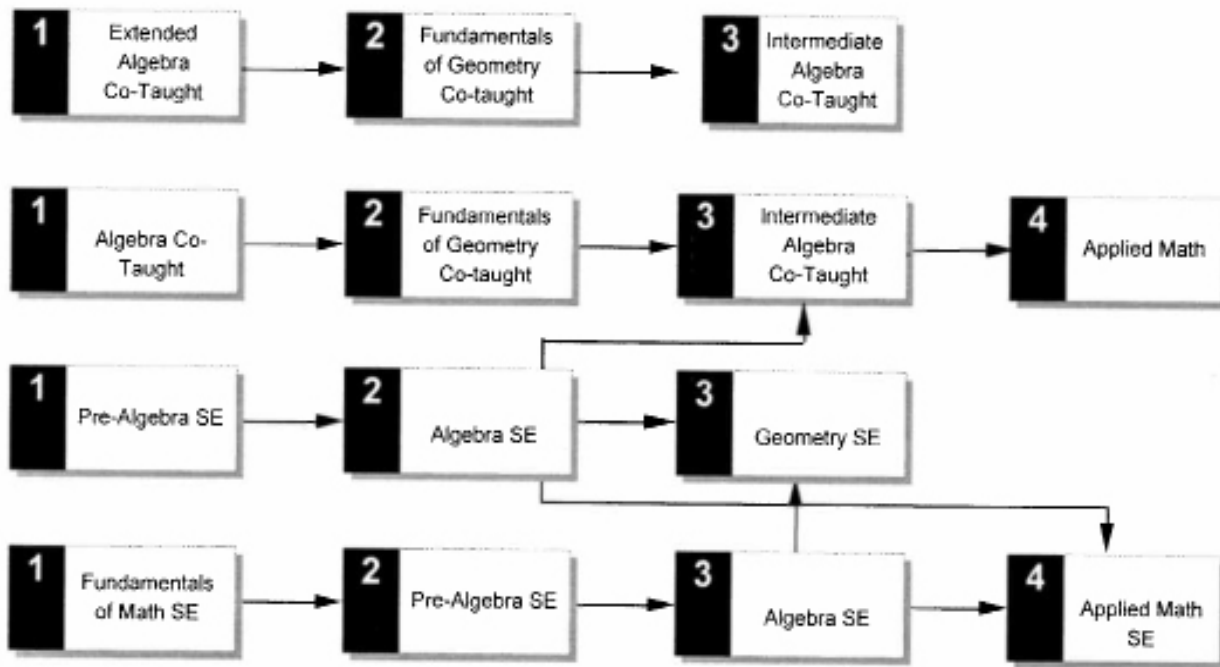 1
Extended
Algebra
Co-Taught
2
Fundamentals
of Geometry
Co-taught
3
Intermediate
Algebra
Co-Taught
1
Algebra Co-
Taught
2
Fundamentals
of Geometry
Co-taught
3
Intermediate
Algebra
Co-Taught
4
Applied Math
1
Pre-Algebra SE
2
Algebra SE
3
Geometry SE
1
Fundamentals
of Math SE
2
Pre-Algebra SE
3
Algebra SE
4
Applied Math
SE